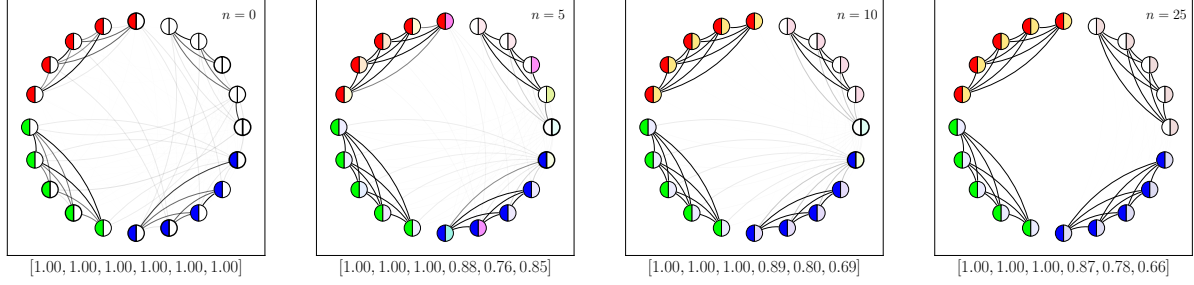 n = 0
n = 5
n = 10
n = 25
[1.00, 1.00, 1.00, 1.00, 1.00, 1.00]
[1.00, 1.00, 1.00, 0.88, 0.76, 0.85]
[1.00, 1.00, 1.00, 0.89, 0.80, 0.69]
[1.00, 1.00, 1.00, 0.87, 0.78, 0.66]